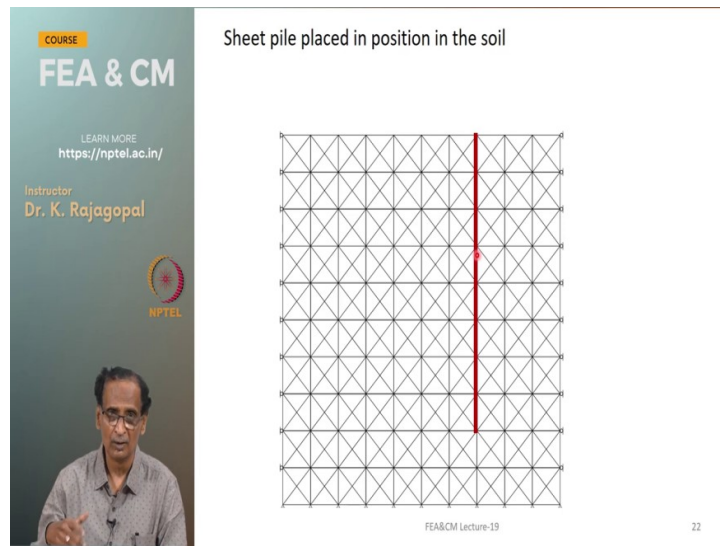 COURSE
FEA & CM
LEARN MORE
https://nptel.ac.in/
Instructor
Dr. K. Rajagopal
NPTEL
Sheet pile placed in position in the soil
FEA&CM Lecture-19
22